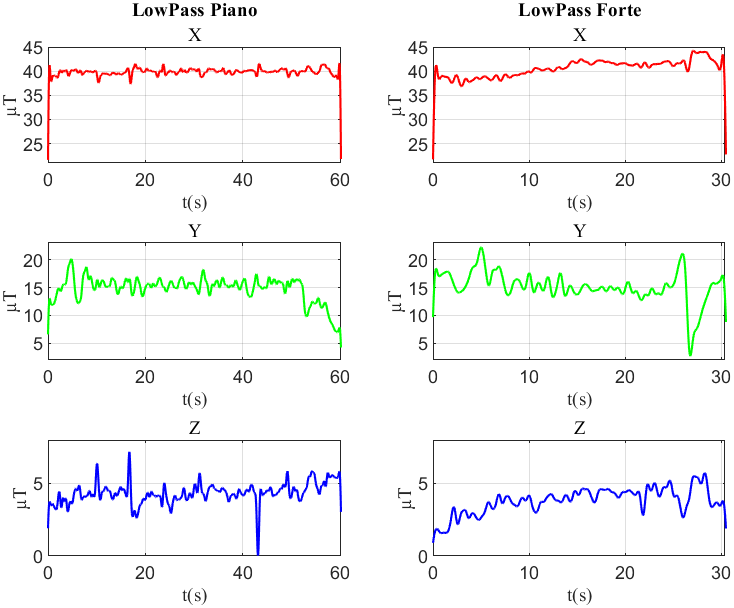 LowPass Piano LowPass Forte
X X
45 45
40 40
35 35
30 30
25 25
μT μT
0 20 40 60 0 10 20 30
t(s) t(s)
Y Y
20 20
15 15
10 10
5 5
μT μT
0 20 40 60 0 10 20 30
t(s) t(s)
Z Z
5 5
0 0
μT μT
0 20 40 60 0 10 20 30
t(s) t(s)